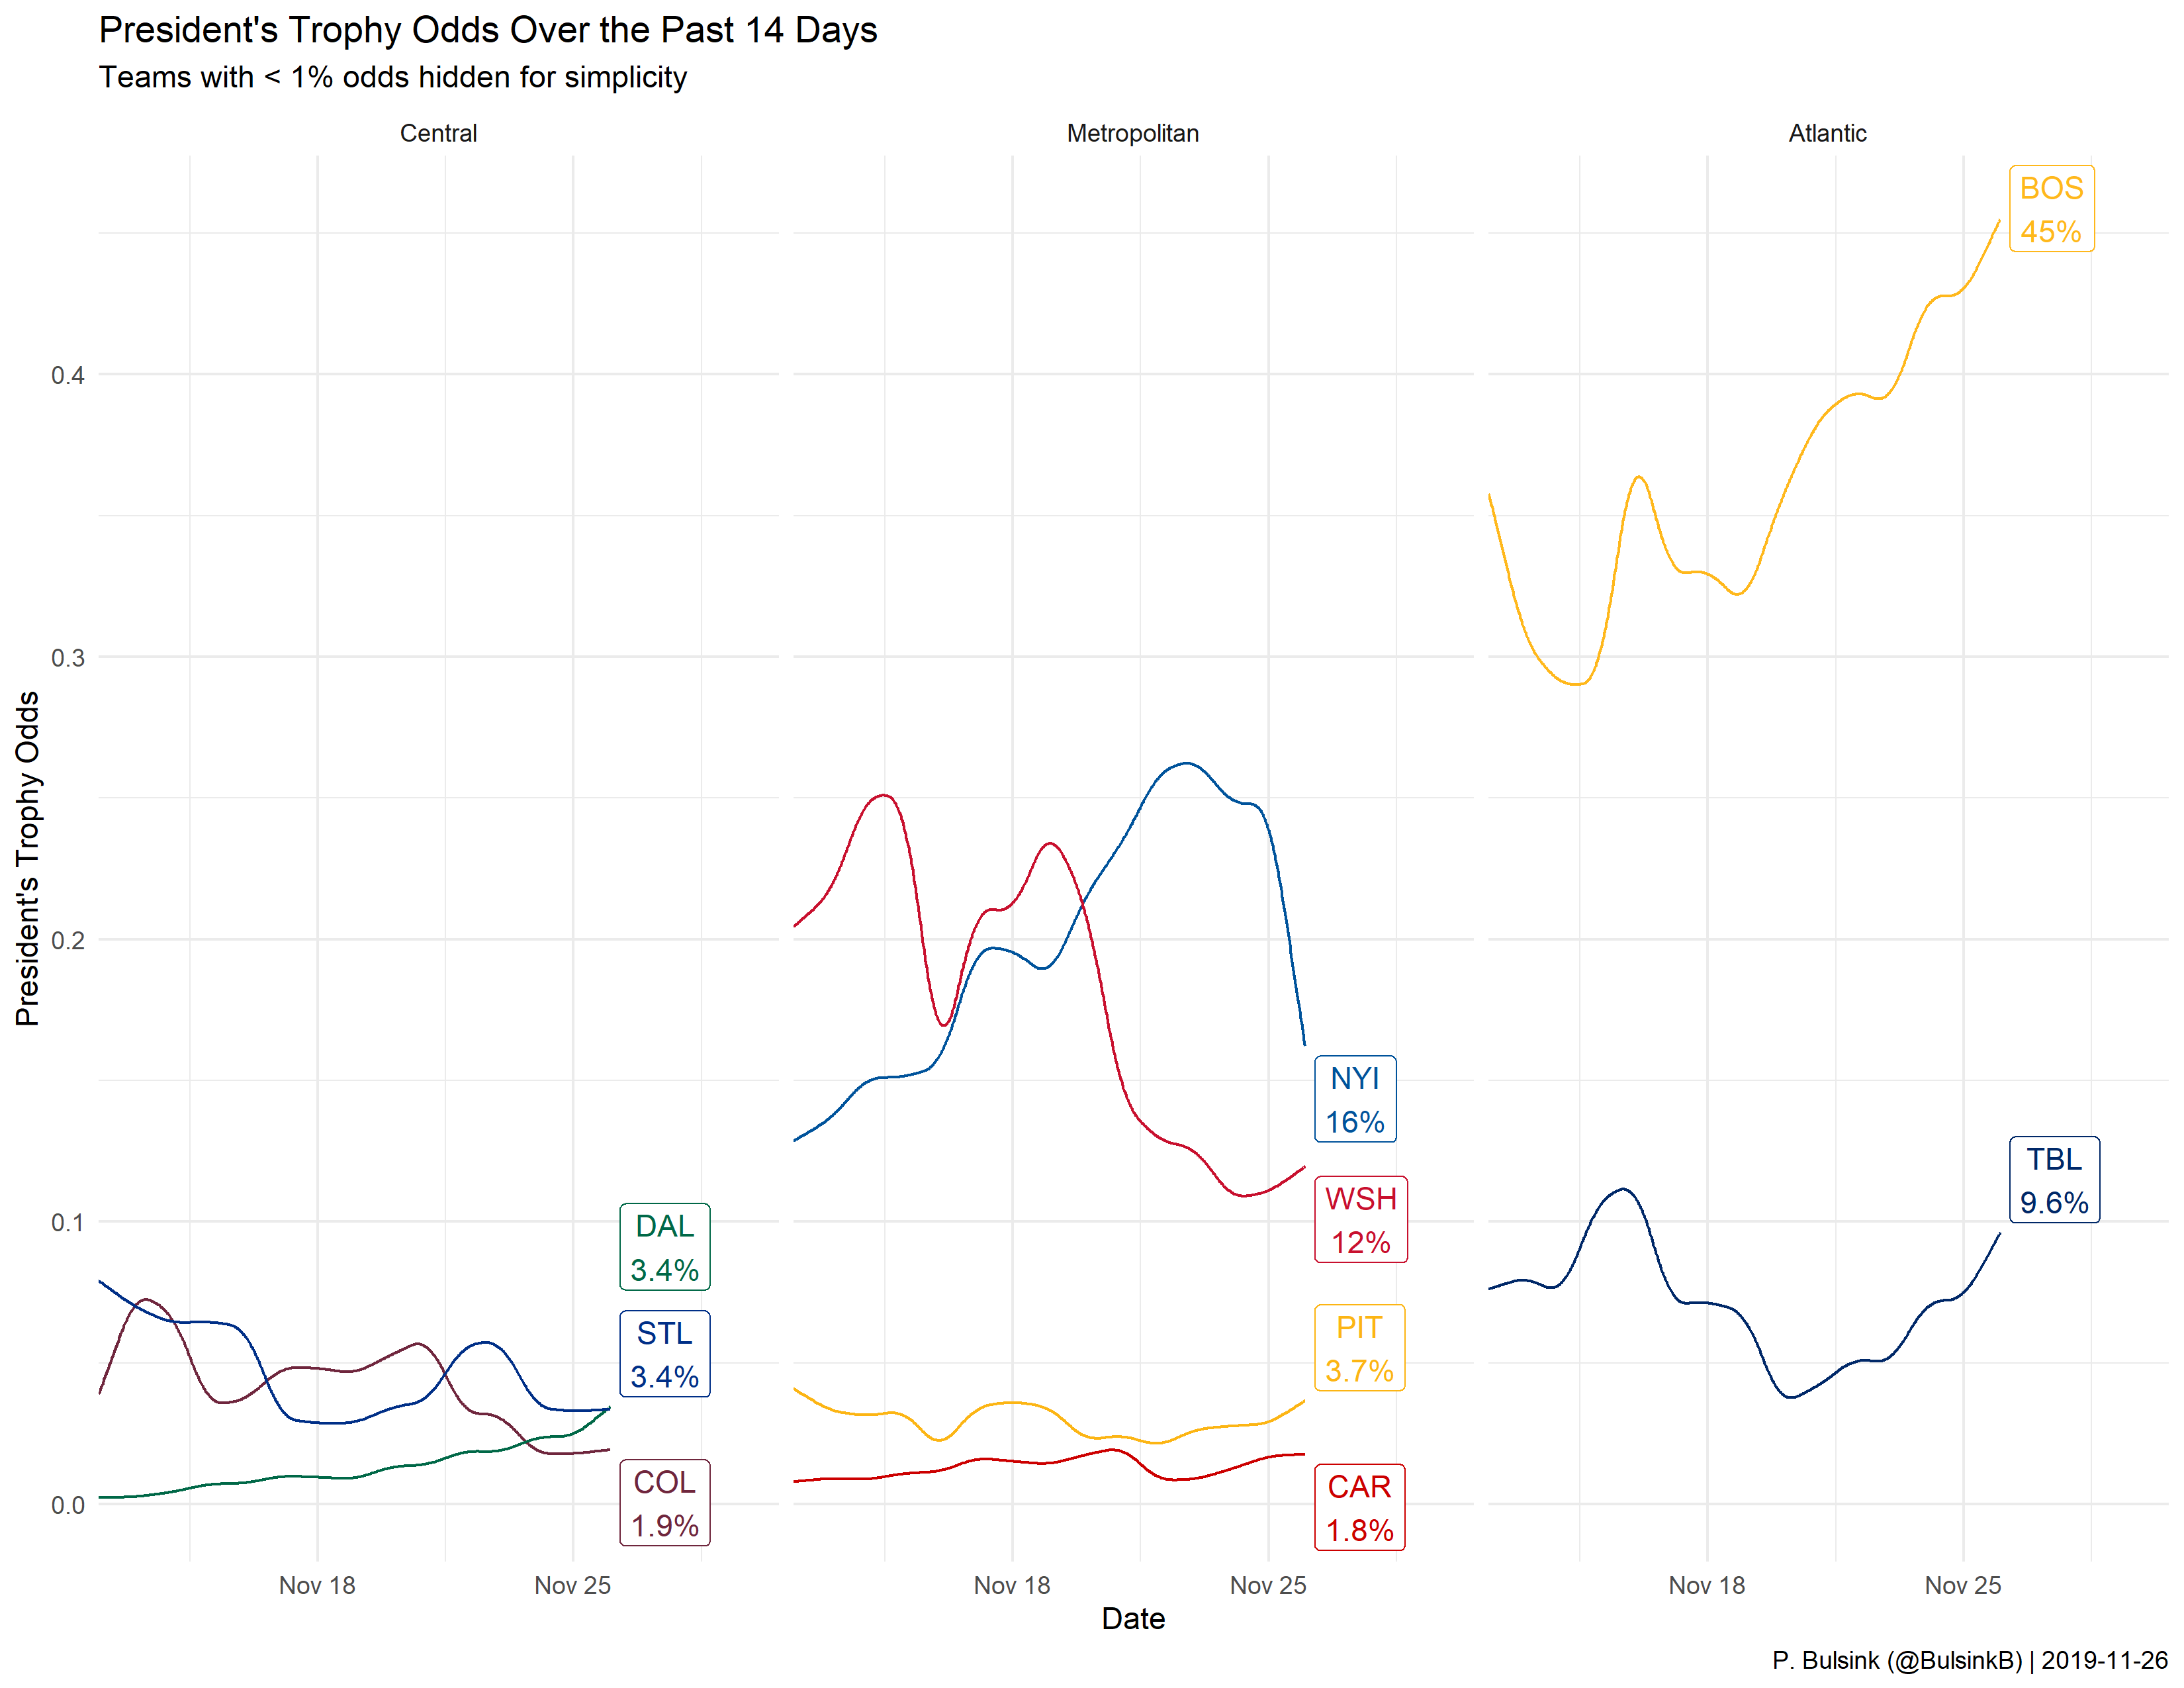 President's Trophy Odds Over the Past 14 Days
Teams with < 1% odds hidden for simplicity
Central
Metropolitan
Atlantic
President's Trophy Odds
0.4
0.3
0.2
0.1
0.0
DAL
3.4%
STL
3.4%
COL
1.9%
NYI
16%
WSH
12%
PIT
3.7%
CAR
1.8%
BOS
45%
TBL
9.6%
Nov 18
Nov 25
Nov 18
Nov 25
Nov 18
Nov 25
Date
P. Bulsink (@BulsinkB) | 2019-11-26